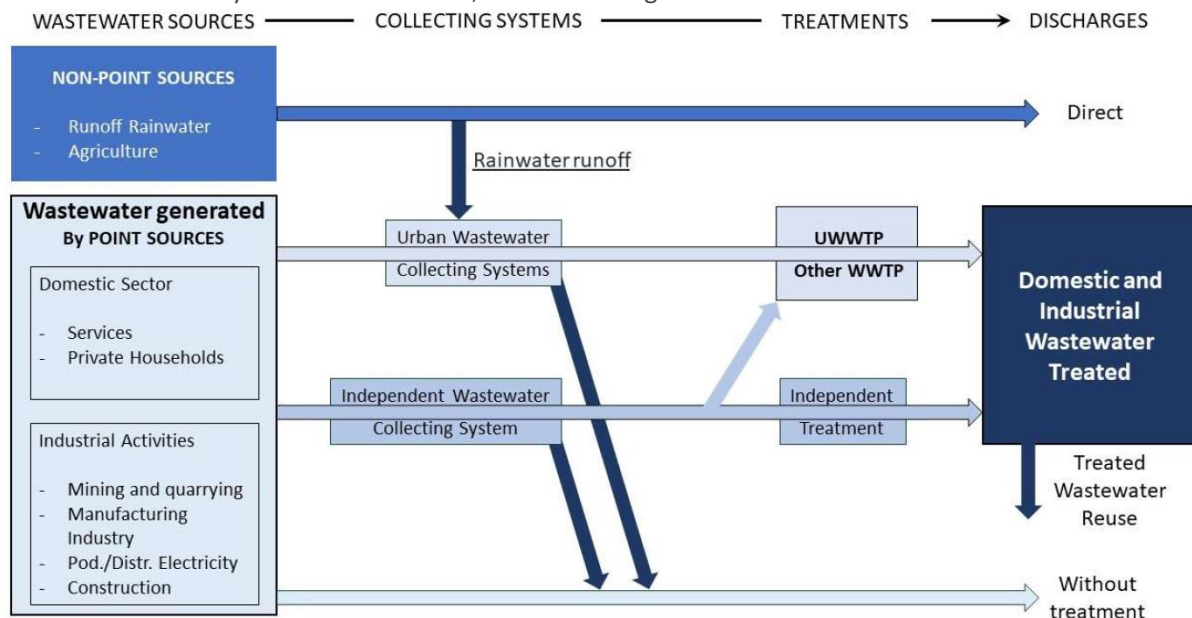 WASTEWATER SOURCES
COLLECTING SYSTEMS
TREATMENTS
DISCHARGES
NON-POINT SOURCES
- Runoff Rainwater
- Agriculture
Direct
Rainwater runoff
Wastewater generated
By POINT SOURCES
Domestic Sector
- Services
- Private Households
Industrial Activities
- Mining and quarrying
- Manufacturing
Industry
- Pod./Distr. Electricity
- Construction
Urban Wastewater
Collecting Systems
UWWTP
Other WWTP
Independent Wastewater
Collecting System
Independent
Treatment
Domestic and
Industrial
Wastewater
Treated
Treated
Wastewater
Reuse
Without
treatment